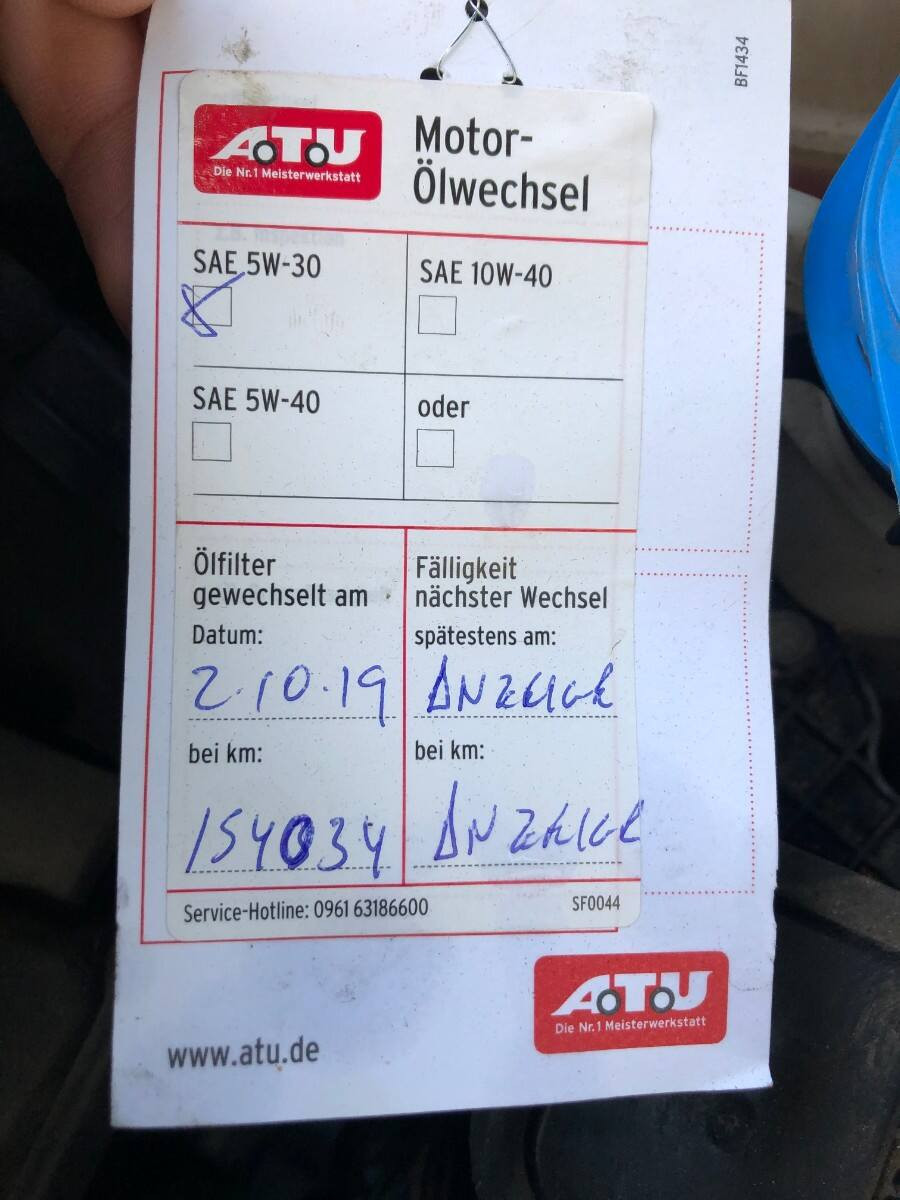 BF1434
ATU
Die Nr.1 Meisterwerkstatt
Motor-
Ölwechsel
SAE 5W-30
SAE 10W-40
SAE 5W-40
oder
Ölfilter
gewechselt am
Datum:
2.10.19
bei km:
154034
Fälligkeit
nächster Wechsel
spätestens am:
ANZEIGE
bei km:
ANZEIGE
Service-Hotline: 0961 63186600
SF0044
ATU
Die Nr.1 Meisterwerkstatt
www.atu.de